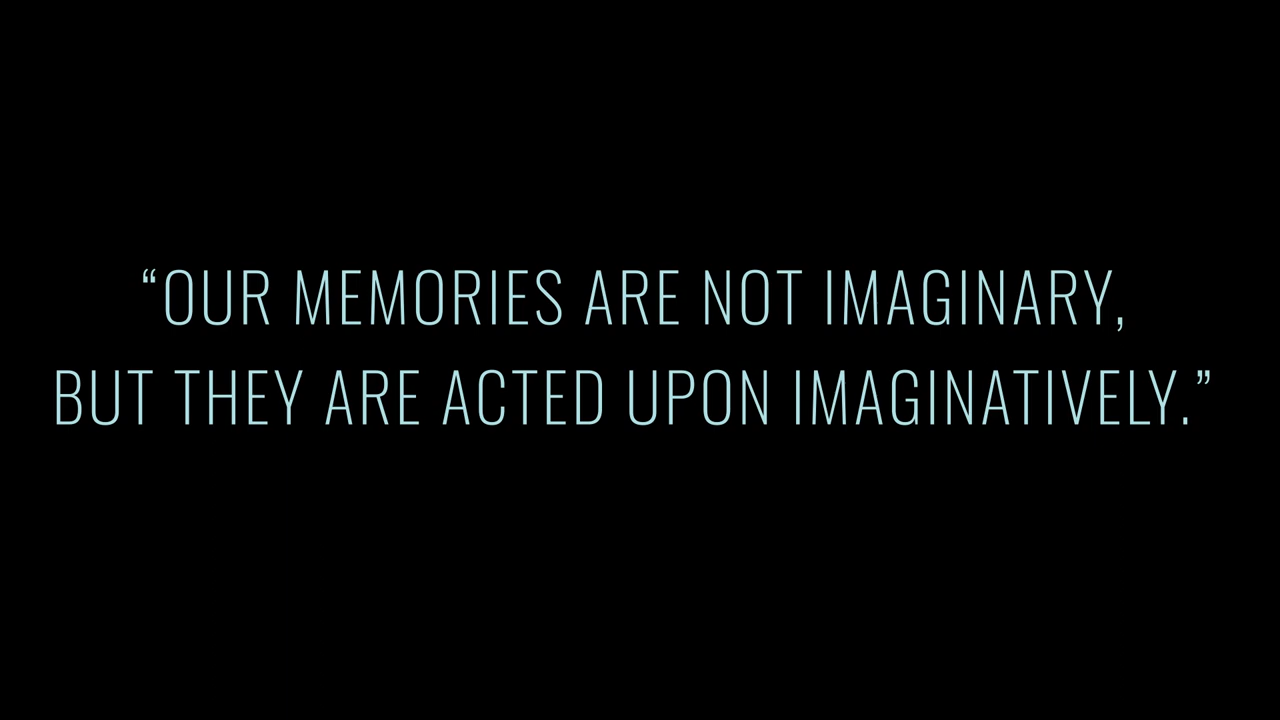 “OUR MEMORIES ARE NOT IMAGINARY,
BUT THEY ARE ACTED UPON IMAGINATIVELY.”